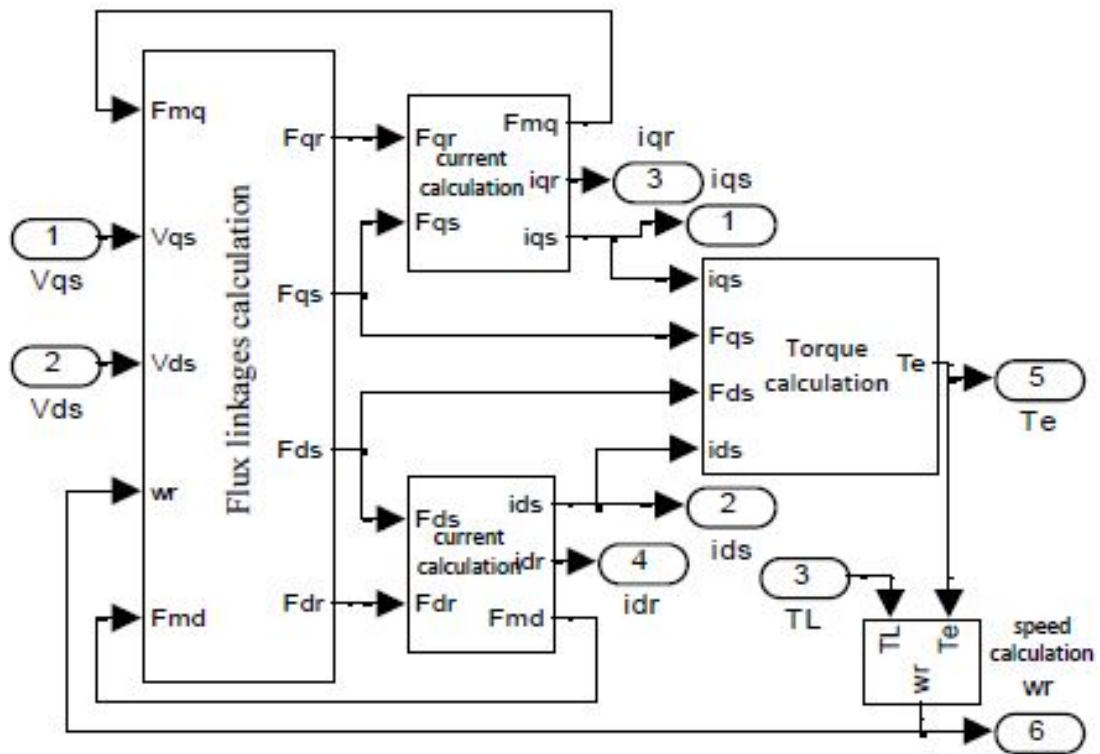 Fmq
Vqs
Vds
wr
Fmd
Flux linkages calculation
Fqr
Fqs
Fds
Fdr
1
Vqs
2
Vds
Fqr
Fqs
current
calculation
Fmq
iqr
iqs
iqr
3
iqs
1
iqs
Fqs
Fds
ids
Torque
calculation
Te
5
Te
Fds
Fdr
current
calculation
ids
idr
Fmd
2
ids
4
idr
3
TL
TL
Te
wr
speed
calculation
wr
6